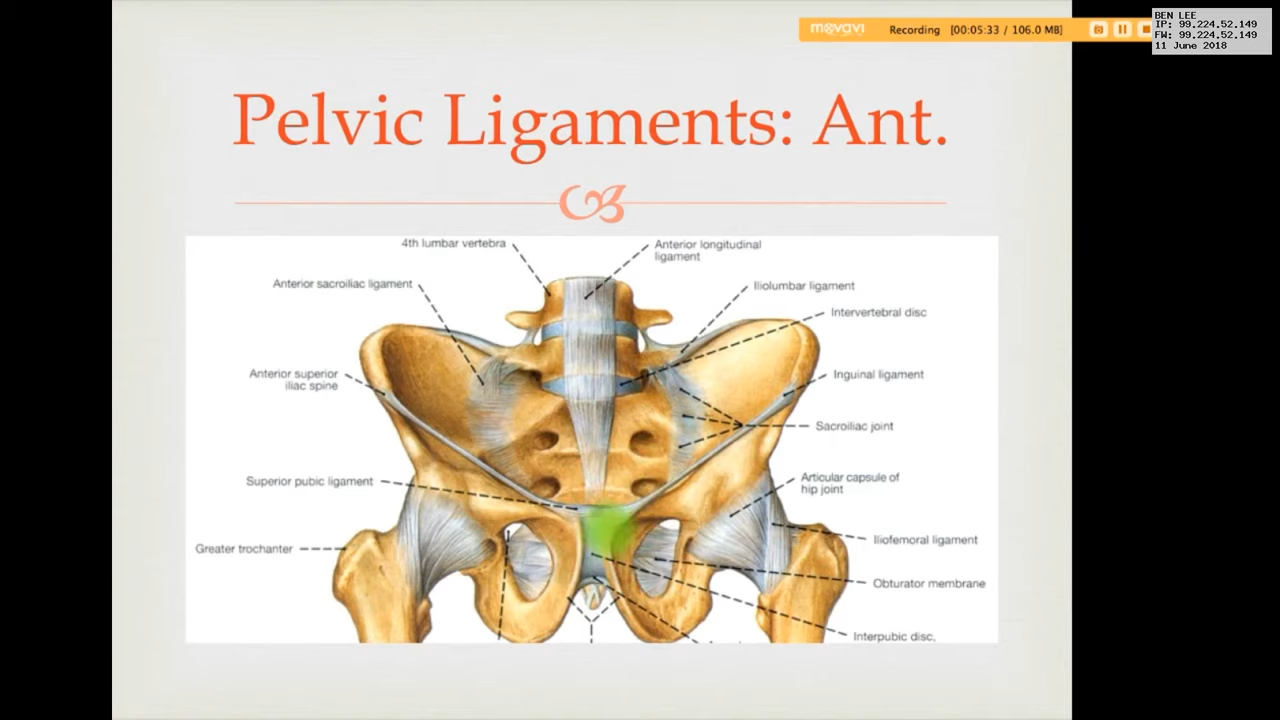 movavi Recording [00:05:33 / 106.0 MB]
BEN LEE
IP: 99.224.52.149
FW: 99.224.52.149
11 June 2018
Pelvic Ligaments: Ant.
4th lumbar vertebra
Anterior longitudinal
ligament
Anterior sacroiliac ligament
Iliolumbar ligament
Intervertebral disc
Anterior superior
iliac spine
Inguinal ligament
Sacroiliac joint
Superior pubic ligament
Articular capsule of
hip joint
Greater trochanter
Iliofemoral ligament
Obturator membrane
Interpubic disc,